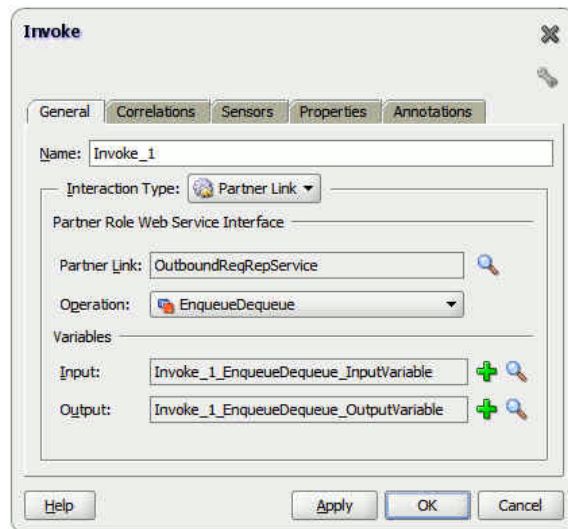 Invoke
General Correlations Sensors Properties Annotations
Name: Invoke_1
Interaction Type: Partner Link
Partner Role Web Service Interface
Partner Link: OutboundReqRepService
Operation: EnqueueDequeue
Variables
Input: Invoke_1_EnqueueDequeue_InputVariable
Output: Invoke_1_EnqueueDequeue_OutputVariable
Help Apply OK Cancel